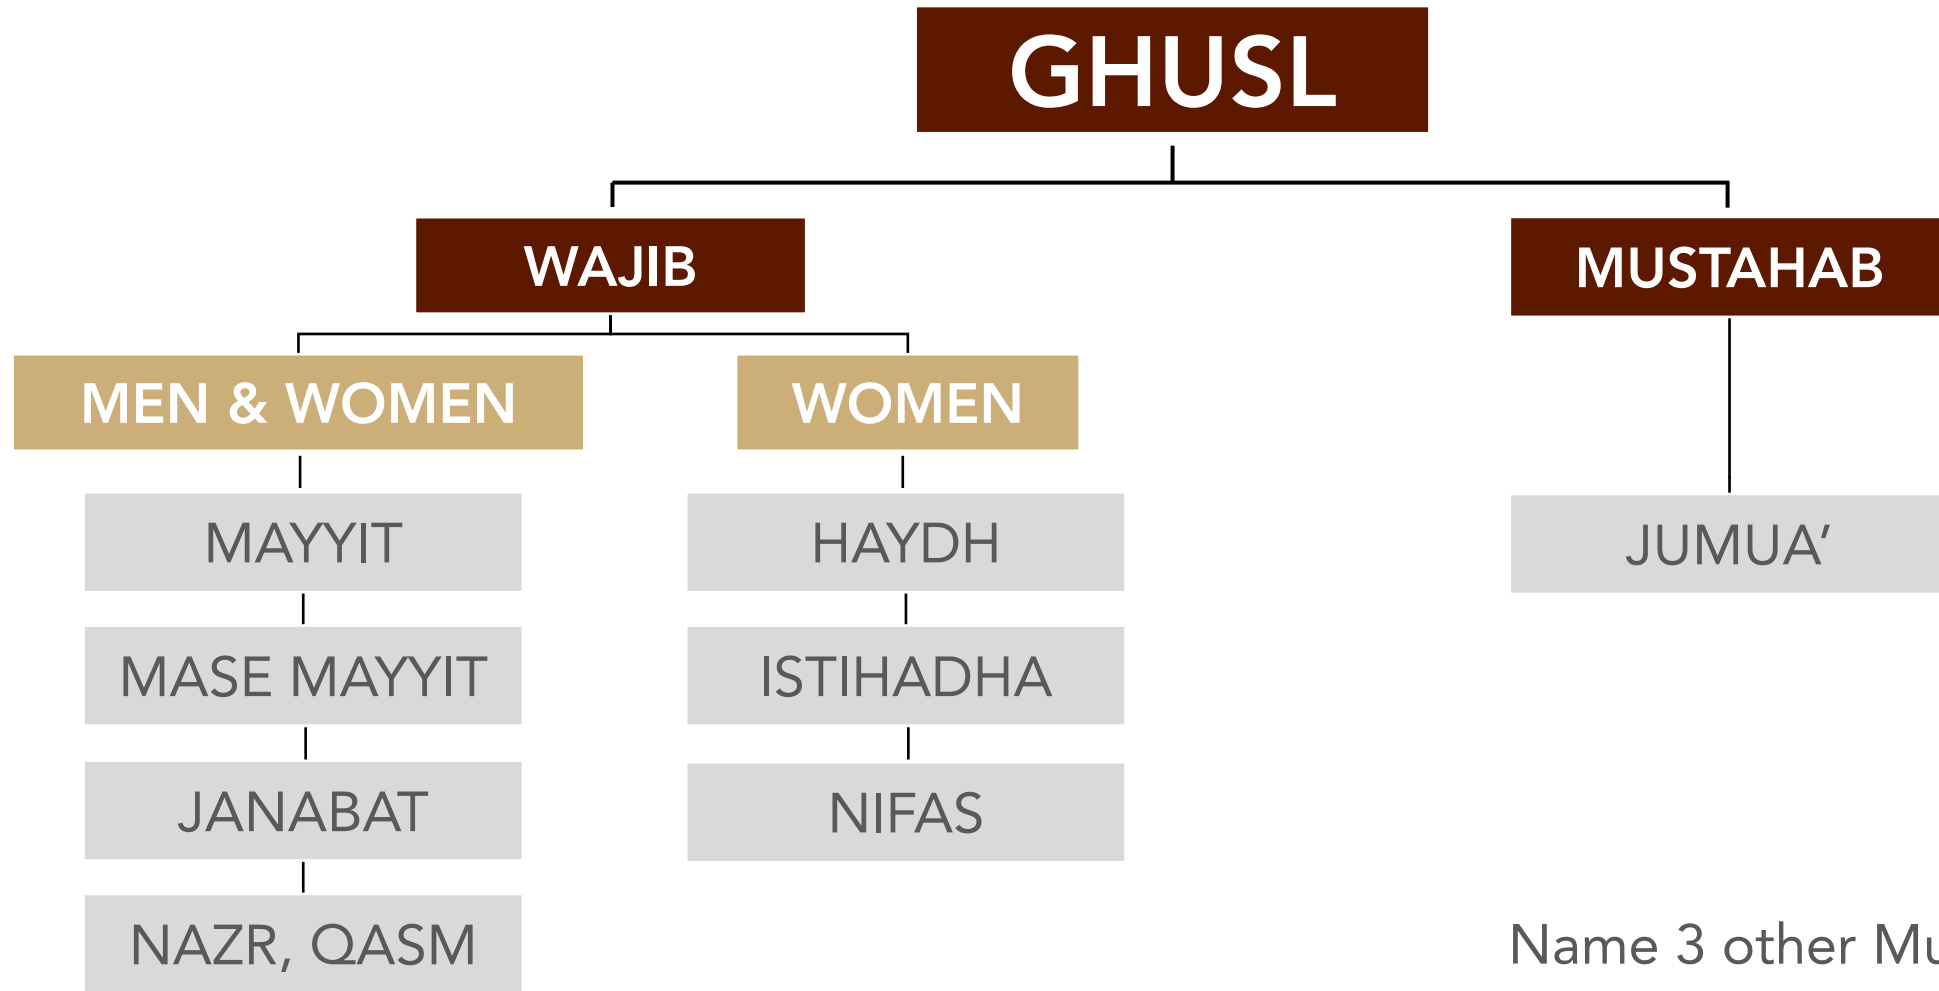 GHUSL
WAJIB
MUSTAHAB
MEN & WOMEN
WOMEN
MAYYIT
HAYDH
JUMUA’
MASE MAYYIT
ISTIHADHA
JANABAT
NIFAS
NAZR, QASM
Name 3 other